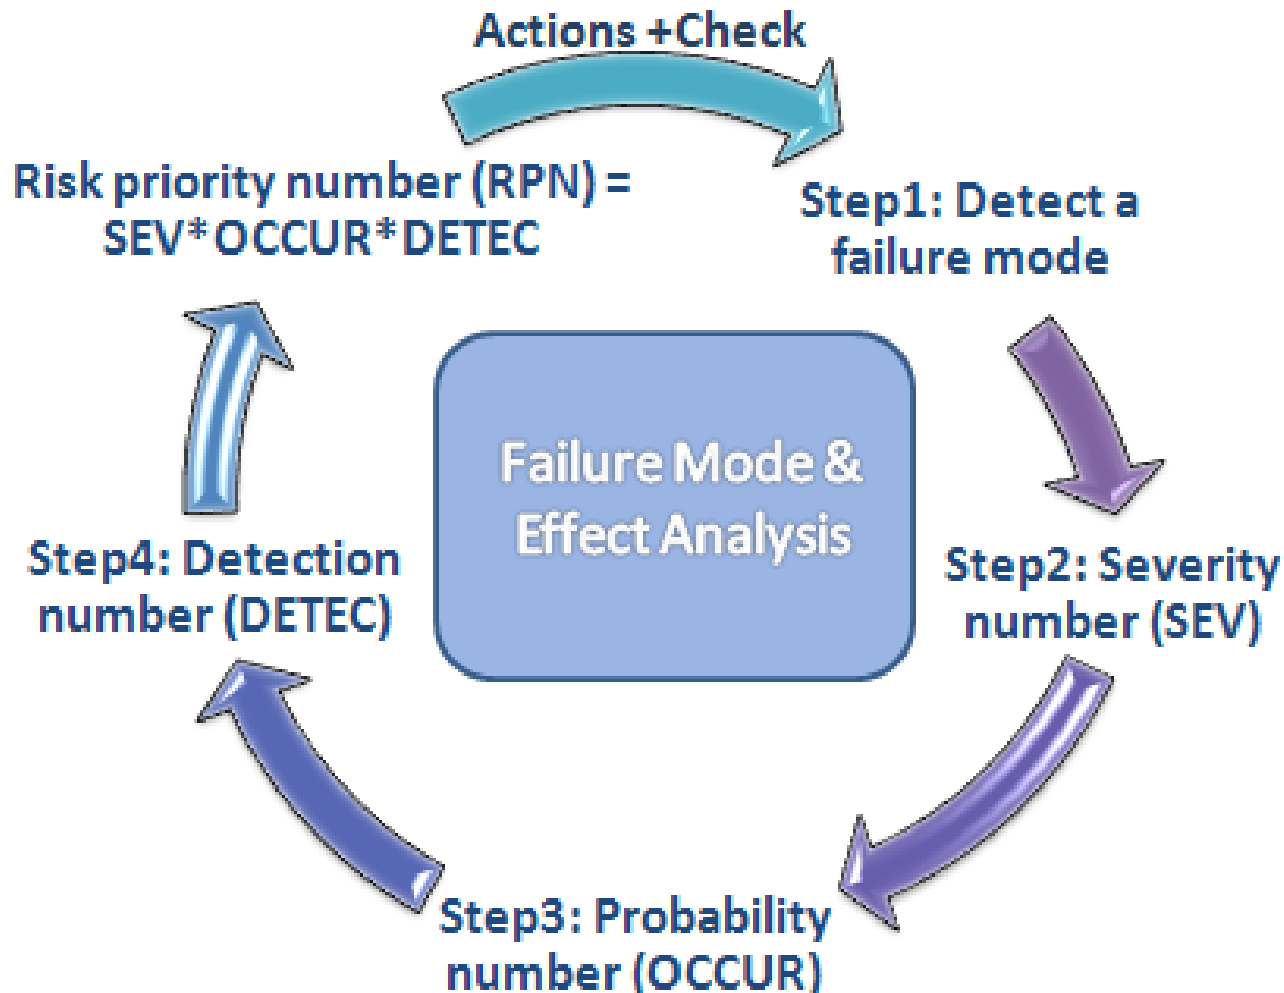 Actions +Check
Step1: Detect a
failure mode
Step2: Severity
number (SEV)
Step3: Probability
number (OCCUR)
Step4: Detection
number (DETEC)
Risk priority number (RPN) =
SEV*OCCUR*DETEC
Failure Mode &
Effect Analysis